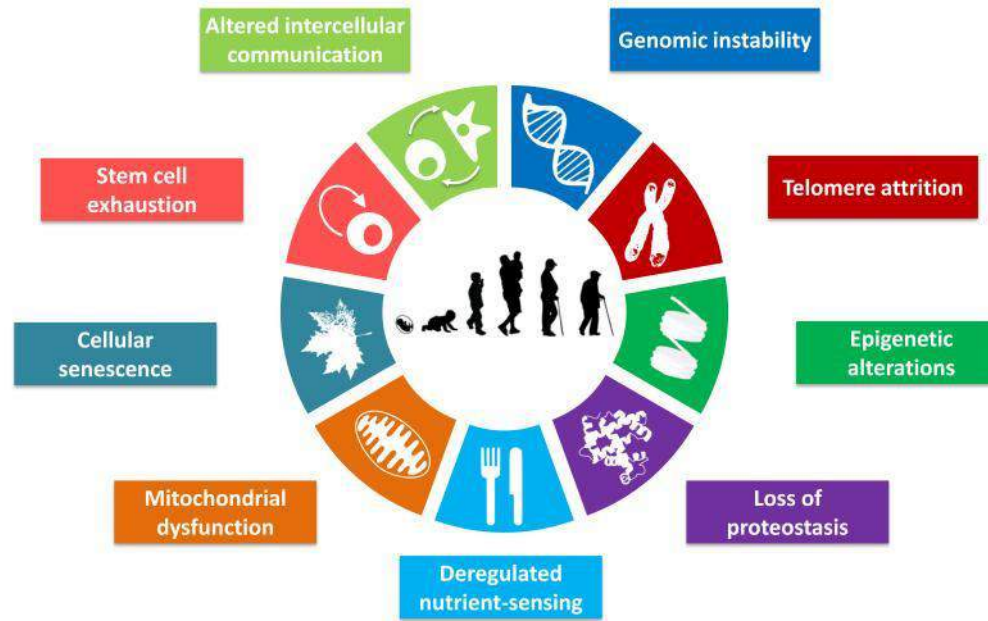 Altered intercellular
communication
Genomic instability
Stem cell
exhaustion
Telomere attrition
Cellular
senescence
Epigenetic
alterations
Mitochondrial
dysfunction
Loss of
proteostasis
Deregulated
nutrient-sensing